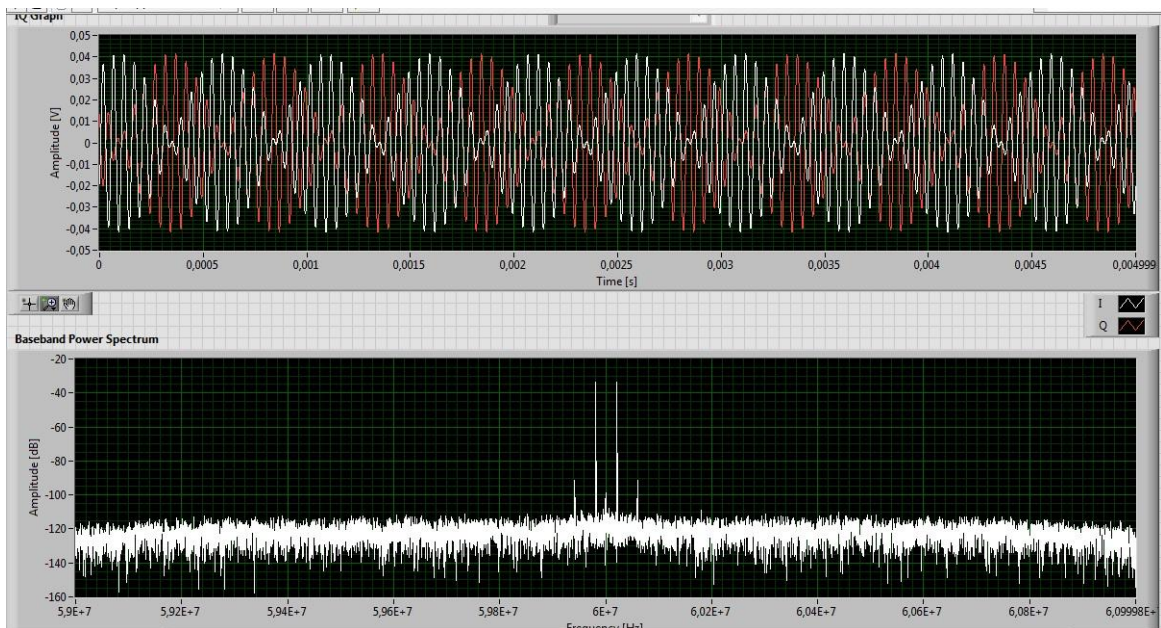 IQ Graph
0,05
0,04
0,03
0,02
0,01
0
-0,01
-0,02
-0,03
-0,04
-0,05
Amplitude [V]
0 0,0005 0,001 0,0015 0,002 0,0025 0,003 0,0035 0,004 0,0045 0,004999
Time [s]
I
Q
Baseband Power Spectrum
-20
-40
-60
-80
-100
-120
-140
-160
Amplitude [dB]
5,9E+7 5,92E+7 5,94E+7 5,96E+7 5,98E+7 6E+7 6,02E+7 6,04E+7 6,06E+7 6,08E+7 6,09998E+
Frequency [Hz]